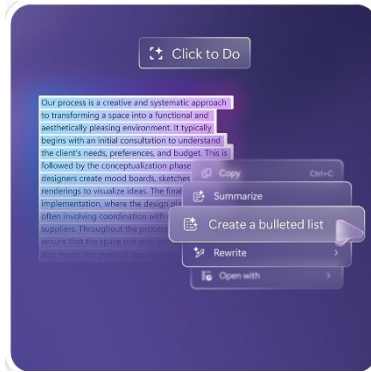 Click to Do
Our process is a creative and systematic approach
to transforming a space into a functional and
aesthetically pleasing environment. It typically
begins with an initial consultation to understand
the client's needs, preferences, and budget. This is
followed by the conceptualization phase
designers create mood boards, sketches
renderings to visualize ideas. The final
implementation, where the design pla
often involving coordination with
suppliers. Throughout the process
ensure that the space not only
Copy Ctrl+C
Summarize
Create a bulleted list
Rewrite
Open with